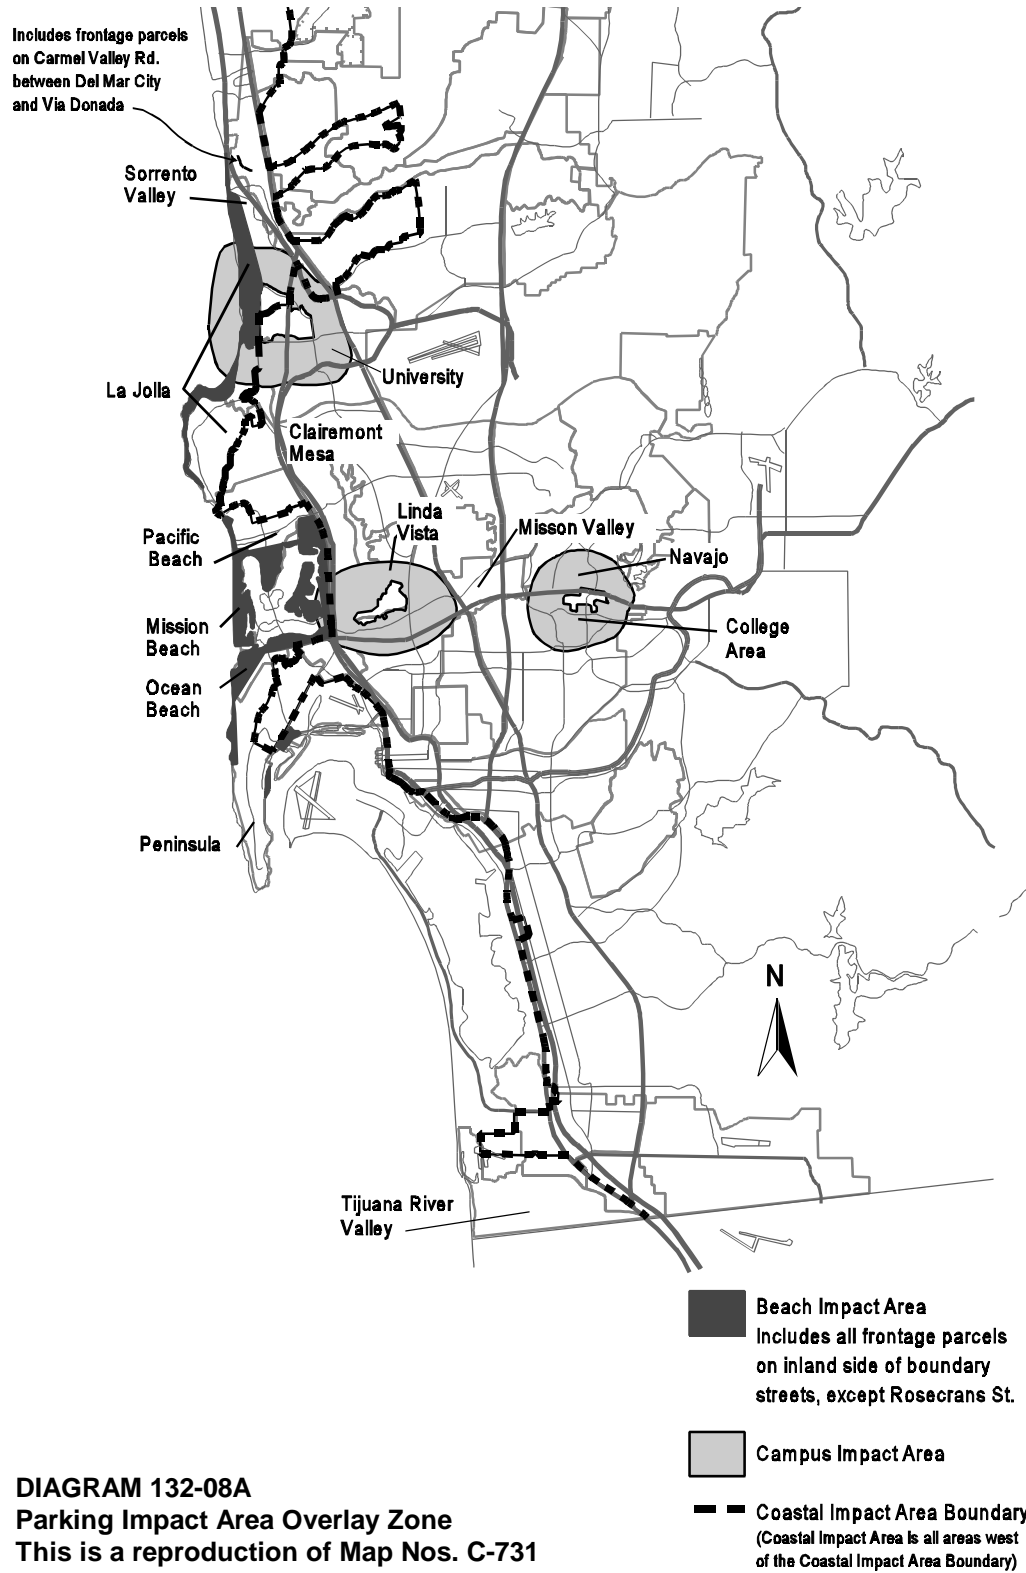 Includes frontage parcels
on Carmel Valley Rd.
between Del Mar City
and Via Donada
Sorrento
Valley
La Jolla
University
Clairemont
Mesa
Linda
Vista
Misson Valley
Pacific
Beach
Navajo
Mission
Beach
College
Area
Ocean
Beach
Peninsula
N
Tijuana River
Valley
Beach Impact Area
Includes all frontage parcels
on inland side of boundary
streets, except Rosecrans St.
Campus Impact Area
Coastal Impact Area Boundary
(Coastal Impact Area is all areas west
of the Coastal Impact Area Boundary)
DIAGRAM 132-08A
Parking Impact Area Overlay Zone
This is a reproduction of Map Nos. C-731